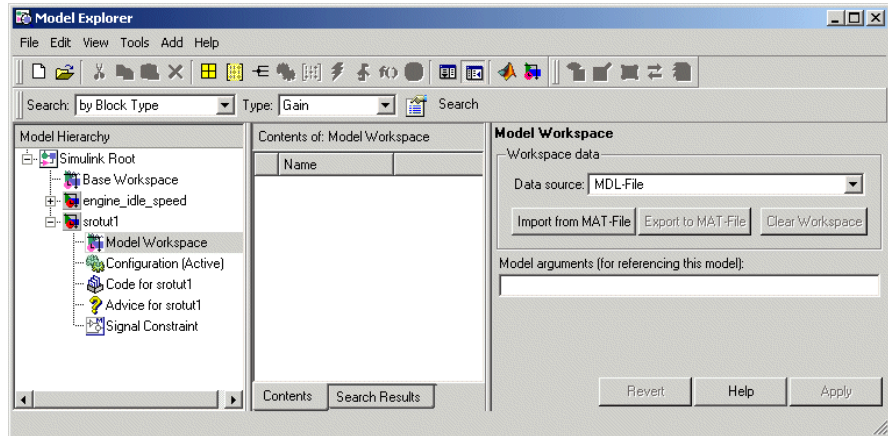 Model Explorer
File Edit View Tools Add Help
Search: by Block Type Type: Gain Search
Model Hierarchy
Simulink Root
Base Workspace
engine_idle_speed
srotut1
Model Workspace
Configuration (Active)
Code for srotut1
Advice for srotut1
Signal Constraint
Contents of: Model Workspace
Name
Contents Search Results
Model Workspace
Workspace data
Data source: MDL-File
Import from MAT-File Export to MAT-File Clear Workspace
Model arguments (for referencing this model):
Revert Help Apply